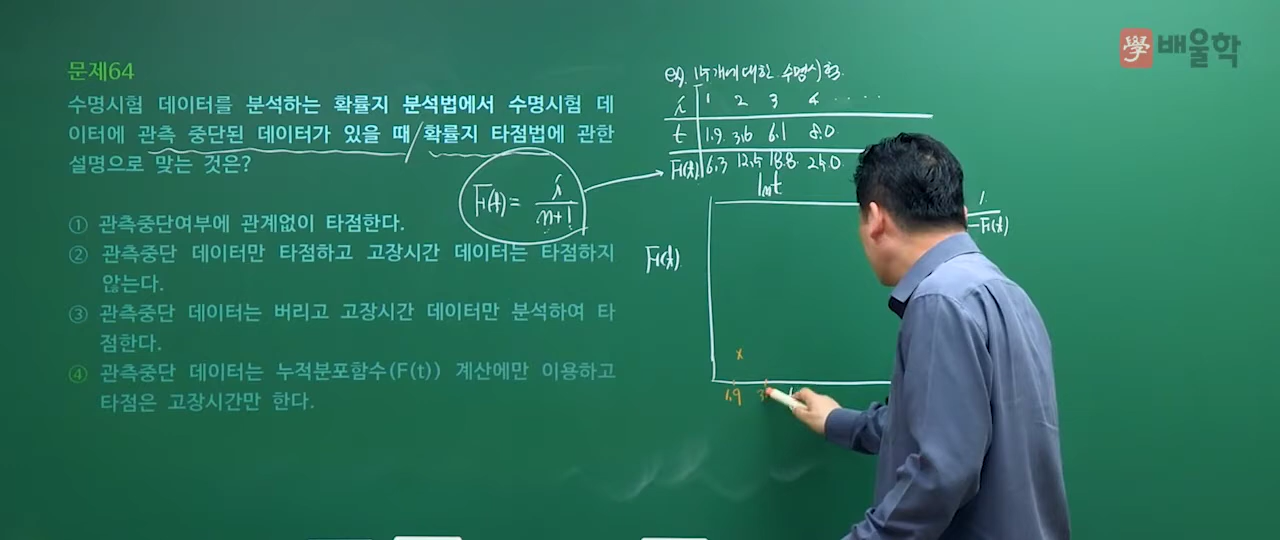 學 배울학
문제64
수명시험 데이터를 분석하는 확률지 분석법에서 수명시험 데
이터에 관측 중단된 데이터가 있을 때 확률지 타점법에 관한
설명으로 맞는 것은?
① 관측중단여부에 관계없이 타점한다.
② 관측중단 데이터만 타점하고 고장시간 데이터는 타점하지
않는다.
③ 관측중단 데이터는 버리고 고장시간 데이터만 분석하여 타
점한다.
④ 관측중단 데이터는 누적분포함수(F(t)) 계산에만 이용하고
타점은 고장시간만 한다.
F(t) = i / n+1
ex) 15개에 대한 수명시험.
i 1 2 3 4 ·····
t 1.9 3.6 6.1 8.0
F(t) 6.3 12.5 18.8 25.0
lnt
1
-F(t)
F(t)
x
1.9